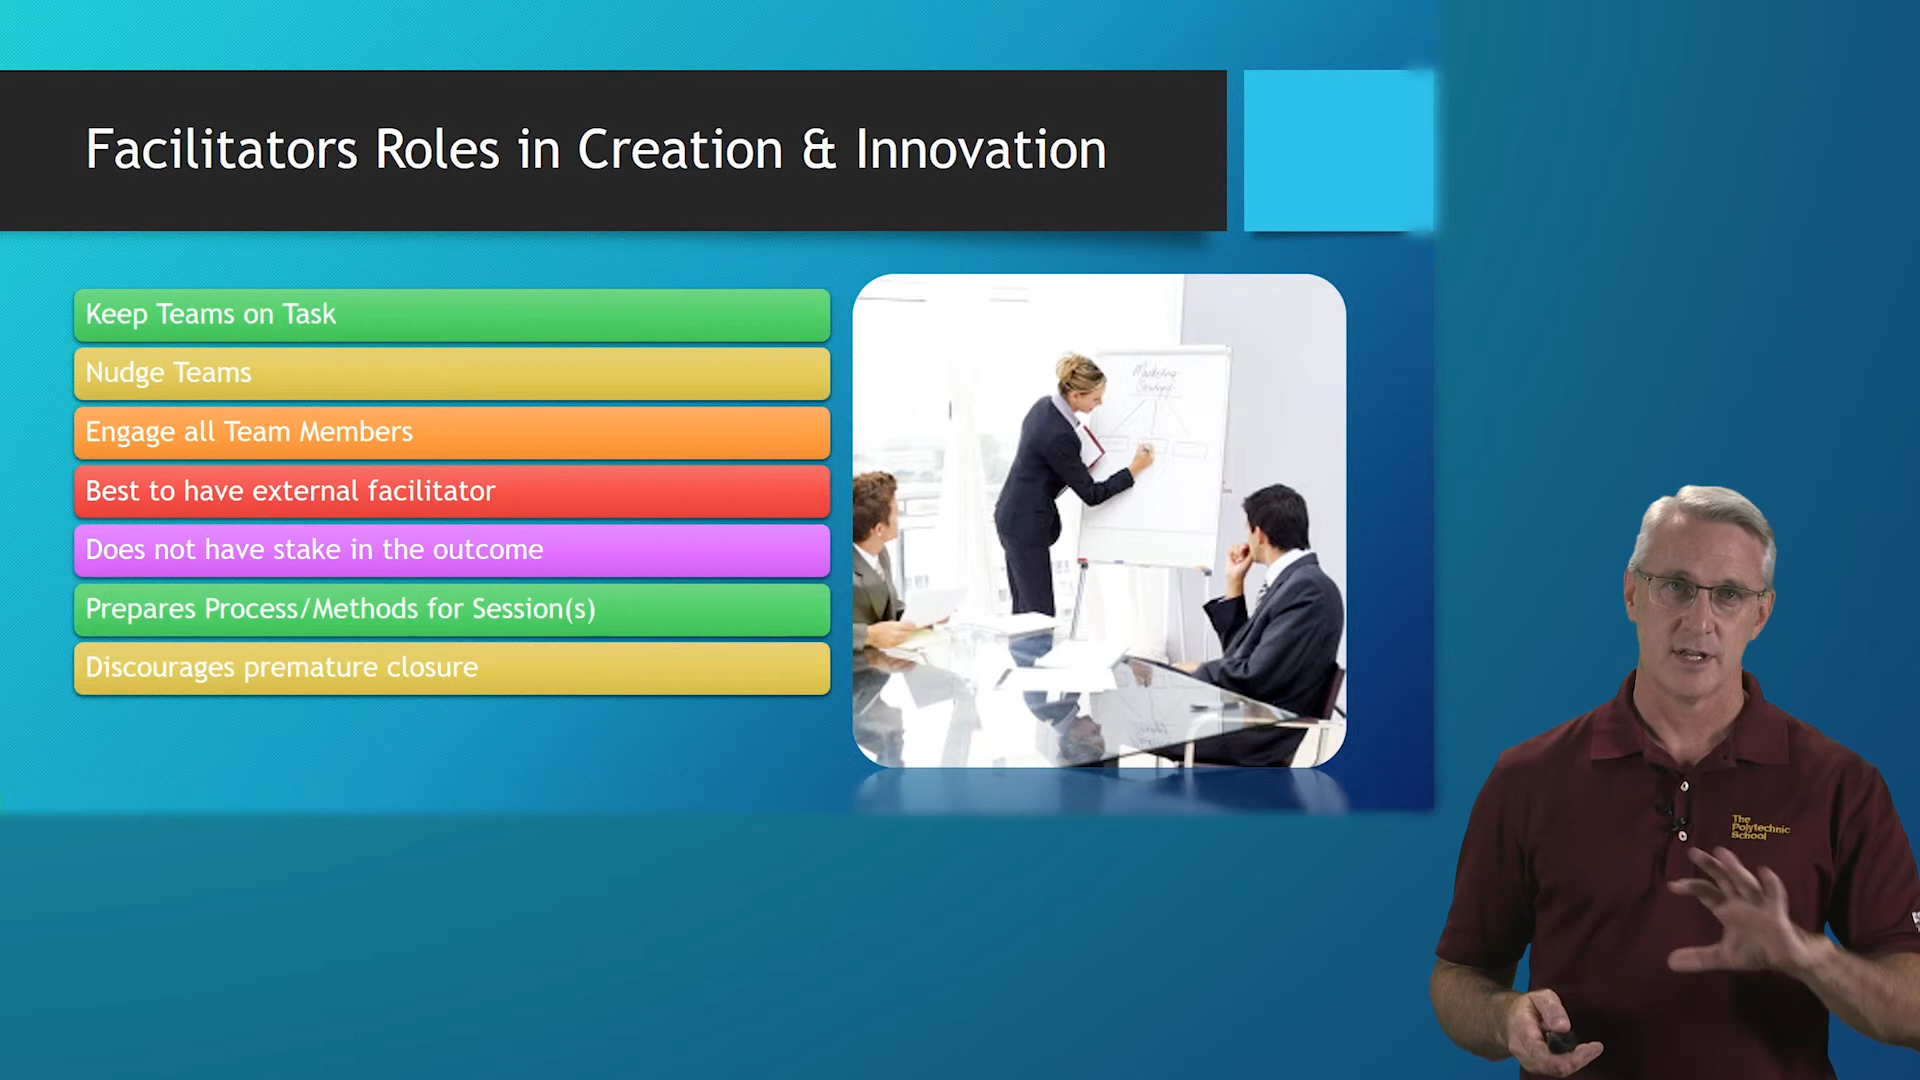 Facilitators Roles in Creation & Innovation
Keep Teams on Task
Nudge Teams
Engage all Team Members
Best to have external facilitator
Does not have stake in the outcome
Prepares Process/Methods for Session(s)
Discourages premature closure
Marketing
Strategy
The
Polytechnic
School